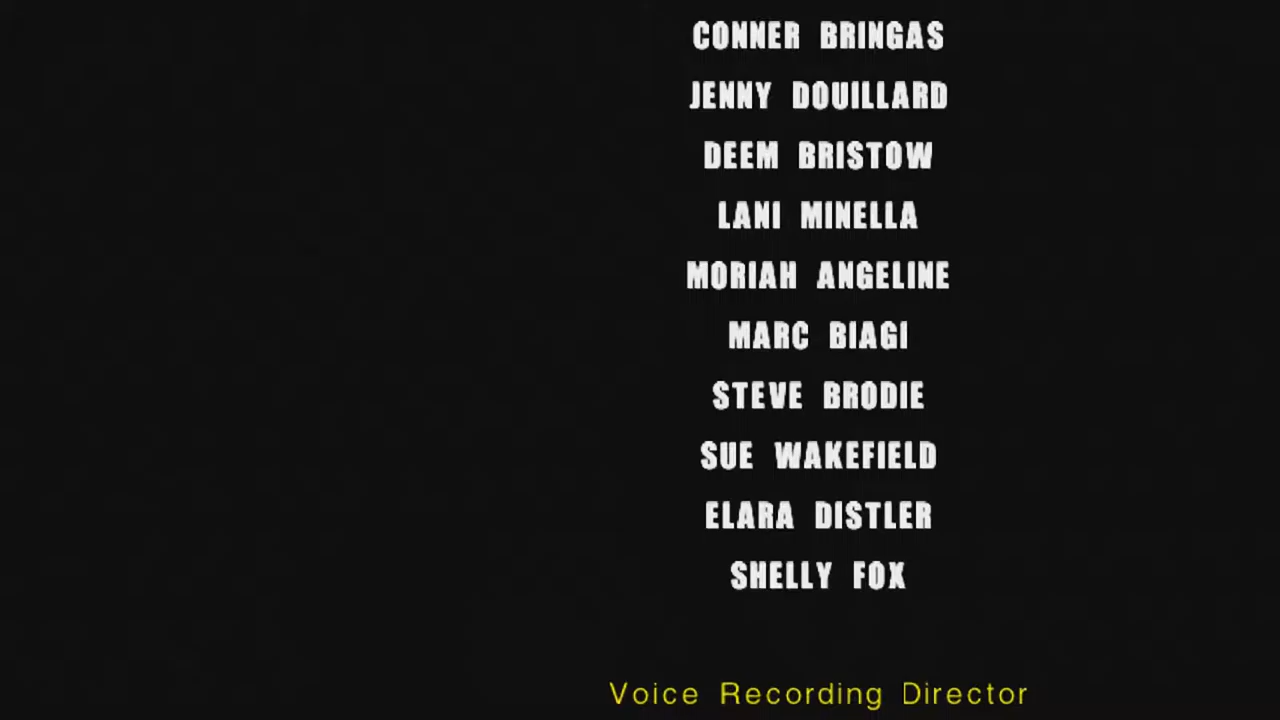 CONNER BRINGAS
JENNY DOUILLARD
DEEM BRISTOW
LANI MINELLA
MORIAH ANGELINE
MARC BIAGI
STEVE BRODIE
SUE WAKEFIELD
ELARA DISTLER
SHELLY FOX
Voice Recording Director